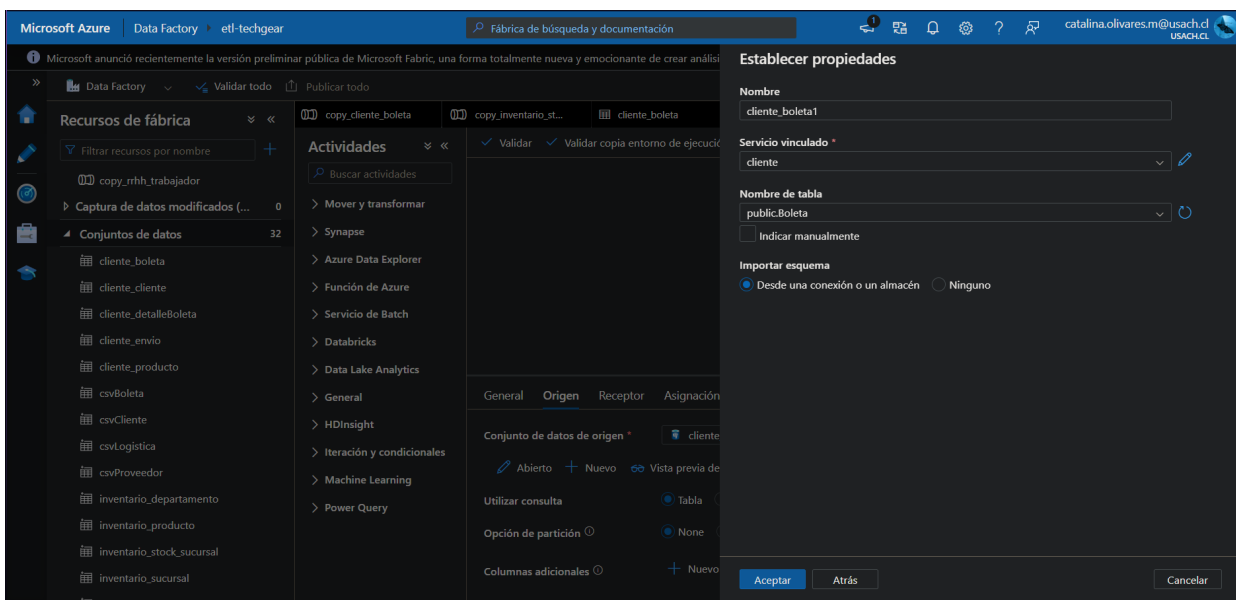 Microsoft Azure Data Factory etl-techgear Fábrica de búsqueda y documentación 1 catalina.olivares.m@usach.cl
USACH.CL
Microsoft anunció recientemente la versión preliminar pública de Microsoft Fabric, una forma totalmente nueva y emocionante de crear análisi
Data Factory Validar todo Publicar todo
Recursos de fábrica
Filtrar recursos por nombre
copy_rrhh_trabajador
Captura de datos modificados (... 0
Conjuntos de datos 32
cliente_boleta
cliente_cliente
cliente_detalleBoleta
cliente_envio
cliente_producto
csvBoleta
csvCliente
csvLogistica
csvProveedor
inventario_departamento
inventario_producto
inventario_stock_sucursal
inventario_sucursal
copy_cliente_boleta copy_inventario_st... cliente_boleta
Actividades
Buscar actividades
Mover y transformar
Synapse
Azure Data Explorer
Función de Azure
Servicio de Batch
Databricks
Data Lake Analytics
General
HDInsight
Iteración y condicionales
Machine Learning
Power Query
Validar Validar copia entorno de ejecució
General Origen Receptor Asignación
Conjunto de datos de origen * cliente
Abierto Nuevo Vista previa de
Utilizar consulta Tabla
Opción de partición None
Columnas adicionales Nuevo
Establecer propiedades
Nombre
cliente_boleta1
Servicio vinculado *
cliente
Nombre de tabla
public.Boleta
Indicar manualmente
Importar esquema
Desde una conexión o un almacén Ninguno
Aceptar Atrás Cancelar